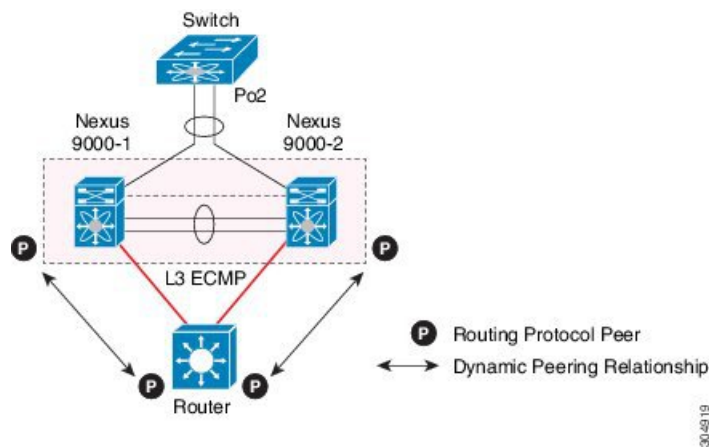 Switch
Po2
Nexus
9000-1
Nexus
9000-2
P
P
L3 ECMP
P
P
Router
P Routing Protocol Peer
Dynamic Peering Relationship
304919